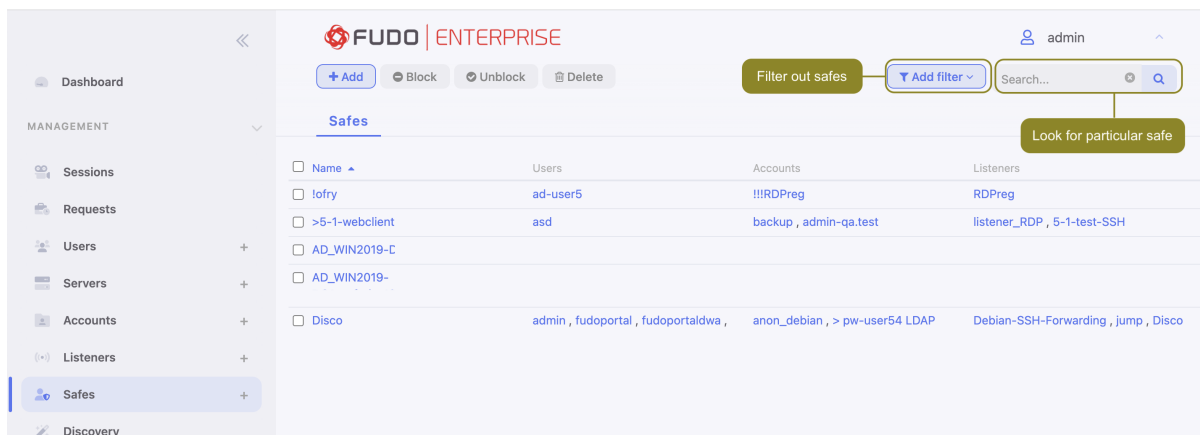 FUDO ENTERPRISE
admin
Dashboard
+ Add Block Unblock Delete
Filter out safes
Add filter
Search...
MANAGEMENT
Safes
Look for particular safe
Sessions
Requests
Users +
Servers +
Accounts +
Listeners +
Safes +
Discovery
Name Users Accounts Listeners
!ofry ad-user5 !!!RDPreg RDPreg
>5-1-webclient asd backup , admin-qa.test listener_RDP , 5-1-test-SSH
AD_WIN2019-D
AD_WIN2019-
Disco admin , fudoportal , fudoportaldwa , anon_debian , > pw-user54 LDAP Debian-SSH-Forwarding , jump , Disco